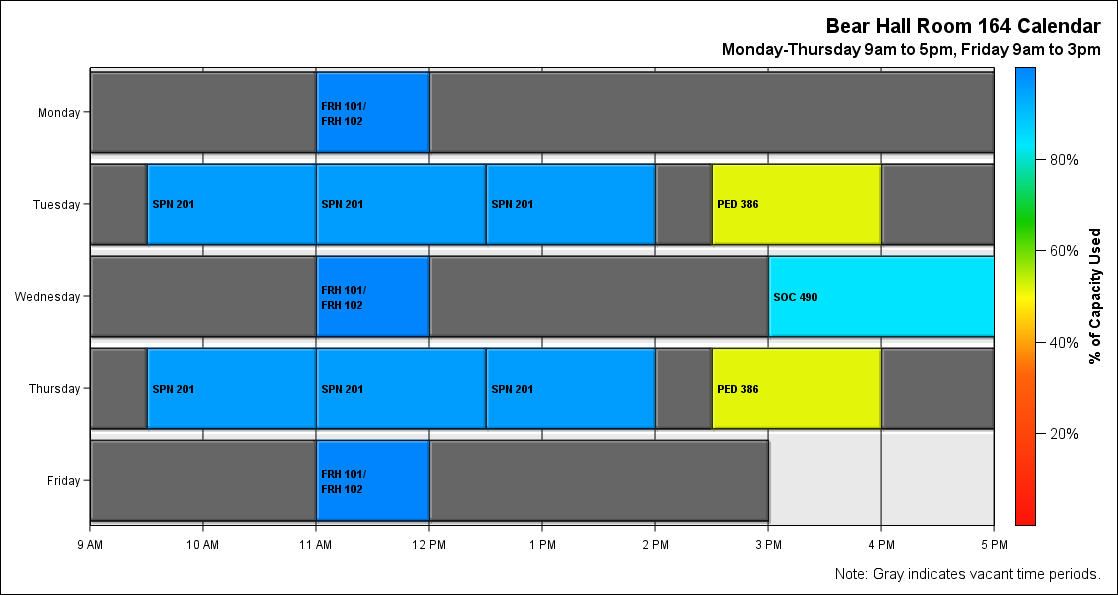 Bear Hall Room 164 Calendar
Monday-Thursday 9am to 5pm, Friday 9am to 3pm
Monday
FRH 101/
FRH 102
Tuesday
SPN 201
SPN 201
SPN 201
PED 386
Wednesday
FRH 101/
FRH 102
SOC 490
Thursday
SPN 201
SPN 201
SPN 201
PED 386
Friday
FRH 101/
FRH 102
9 AM
10 AM
11 AM
12 PM
1 PM
2 PM
3 PM
4 PM
5 PM
80%
60%
40%
20%
% of Capacity Used
Note: Gray indicates vacant time periods.